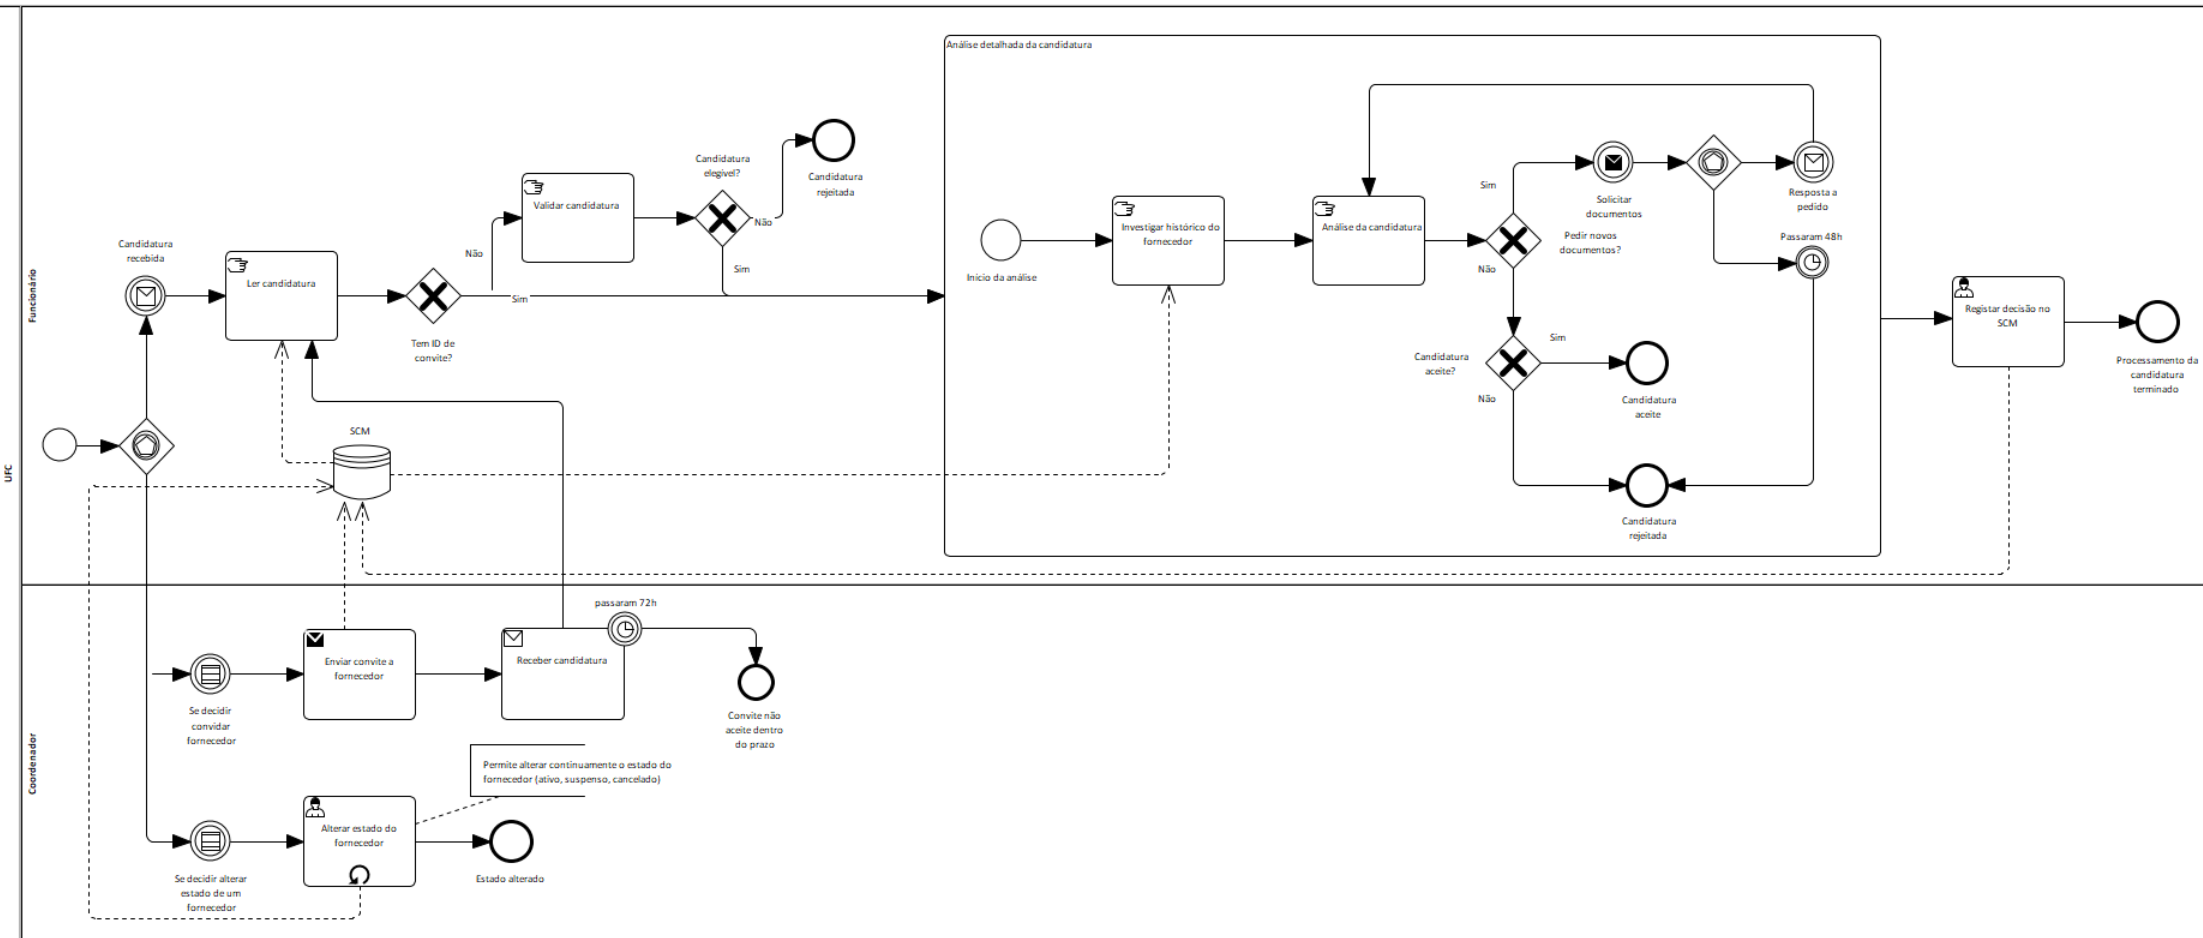 UFC
Funcionário
Candidatura
recebida
Ler candidatura
Tem ID de
convite?
Não
Sim
Validar candidatura
Candidatura
elegível?
Não
Sim
Candidatura
rejeitada
SCM
Análise detalhada da candidatura
Início da análise
Investigar histórico do
fornecedor
Análise da candidatura
Sim
Pedir novos
documentos?
Não
Solicitar
documentos
Resposta a
pedido
Passaram 48h
Candidatura
aceite?
Sim
Não
Candidatura
aceite
Candidatura
rejeitada
Registar decisão no
SCM
Processamento da
candidatura
terminado
Coordenador
Se decidir
convidar
fornecedor
Enviar convite a
fornecedor
Receber candidatura
passaram 72h
Convite não
aceite dentro
do prazo
Permite alterar continuamente o estado do
fornecedor (ativo, suspenso, cancelado)
Se decidir alterar
estado de um
fornecedor
Alterar estado do
fornecedor
Estado alterado